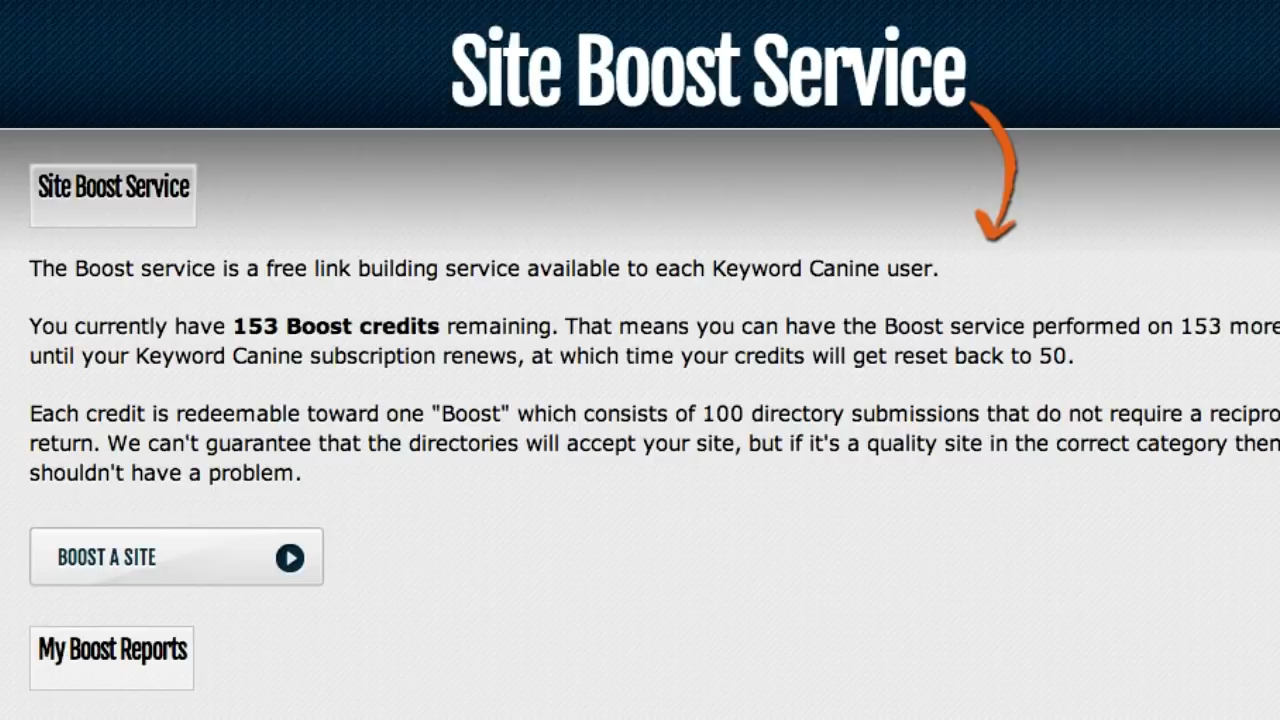 Site Boost Service
Site Boost Service
The Boost service is a free link building service available to each Keyword Canine user.
You currently have 153 Boost credits remaining. That means you can have the Boost service performed on 153 more
until your Keyword Canine subscription renews, at which time your credits will get reset back to 50.
Each credit is redeemable toward one "Boost" which consists of 100 directory submissions that do not require a
return. We can't guarantee that the directories will accept your site, but if it's a quality site in the correct category then
shouldn't have a problem.
BOOST A SITE
My Boost Reports